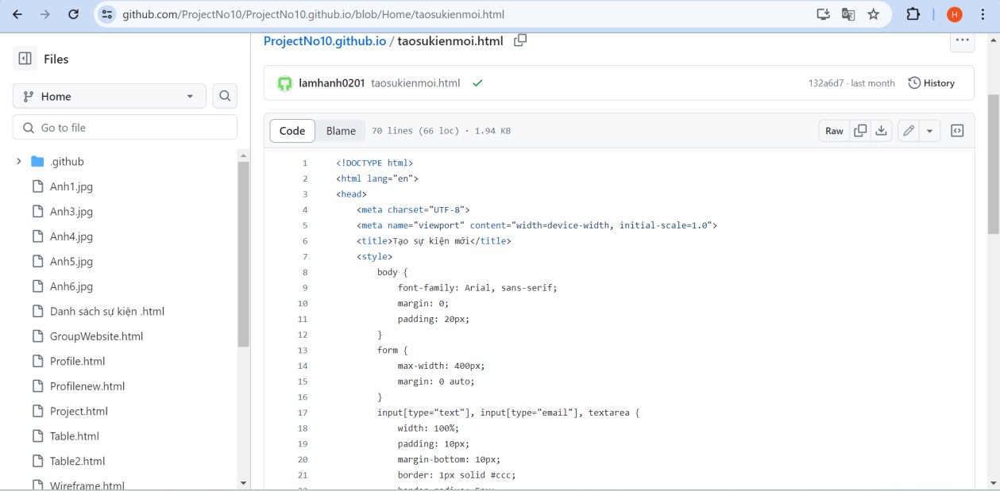 github.com/ProjectNo10/ProjectNo10.github.io/blob/Home/taosukienmoi.html
H
Files
Home
Go to file
.github
Anh1.jpg
Anh3.jpg
Anh4.jpg
Anh5.jpg
Anh6.jpg
Danh sách sự kiện .html
GroupWebsite.html
Profile.html
Profilenew.html
Project.html
Table.html
Table2.html
Wireframe.html
ProjectNo10.github.io / taosukienmoi.html
lamhanh0201 taosukienmoi.html
132a6d7 · last month History
Code Blame 70 lines (66 loc) · 1.94 KB
Raw
1 <!DOCTYPE html>
2 <html lang="en">
3 <head>
4 <meta charset="UTF-8">
5 <meta name="viewport" content="width=device-width, initial-scale=1.0">
6 <title>Tạo sự kiện mới</title>
7 <style>
8 body {
9 font-family: Arial, sans-serif;
10 margin: 0;
11 padding: 20px;
12 }
13 form {
14 max-width: 400px;
15 margin: 0 auto;
16 }
17 input[type="text"], input[type="email"], textarea {
18 width: 100%;
19 padding: 10px;
20 margin-bottom: 10px;
21 border: 1px solid #ccc;